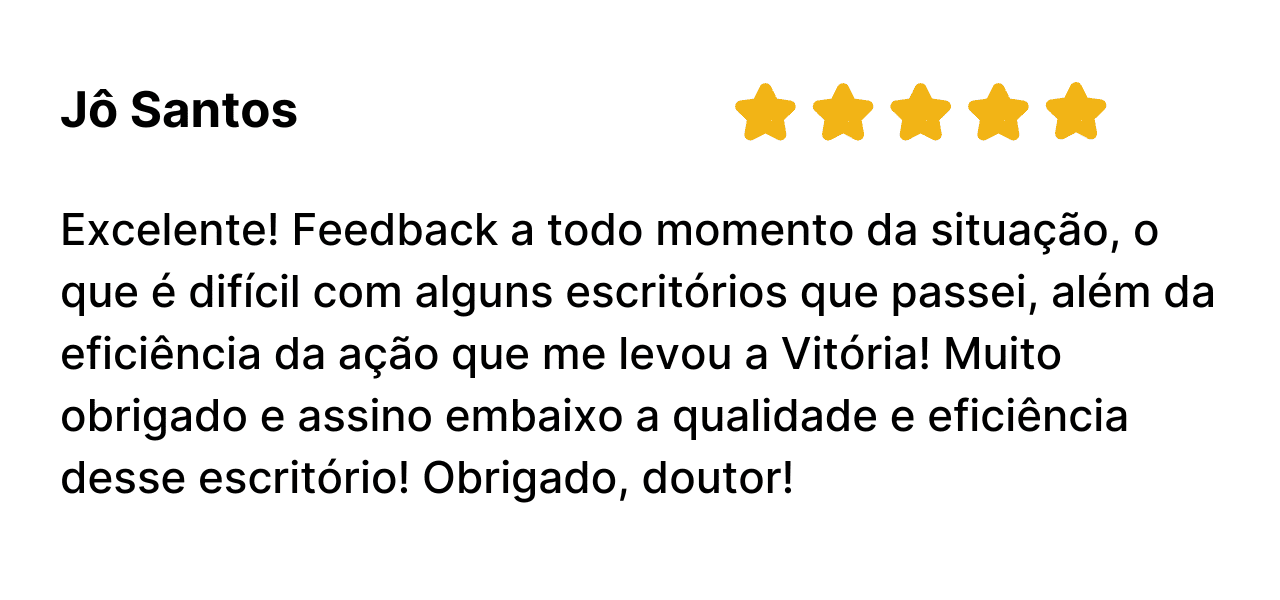 Jô Santos
Excelente! Feedback a todo momento da situação, o
que é difícil com alguns escritórios que passei, além da
eficiência da ação que me levou a Vitória! Muito
obrigado e assino embaixo a qualidade e eficiência
desse escritório! Obrigado, doutor!